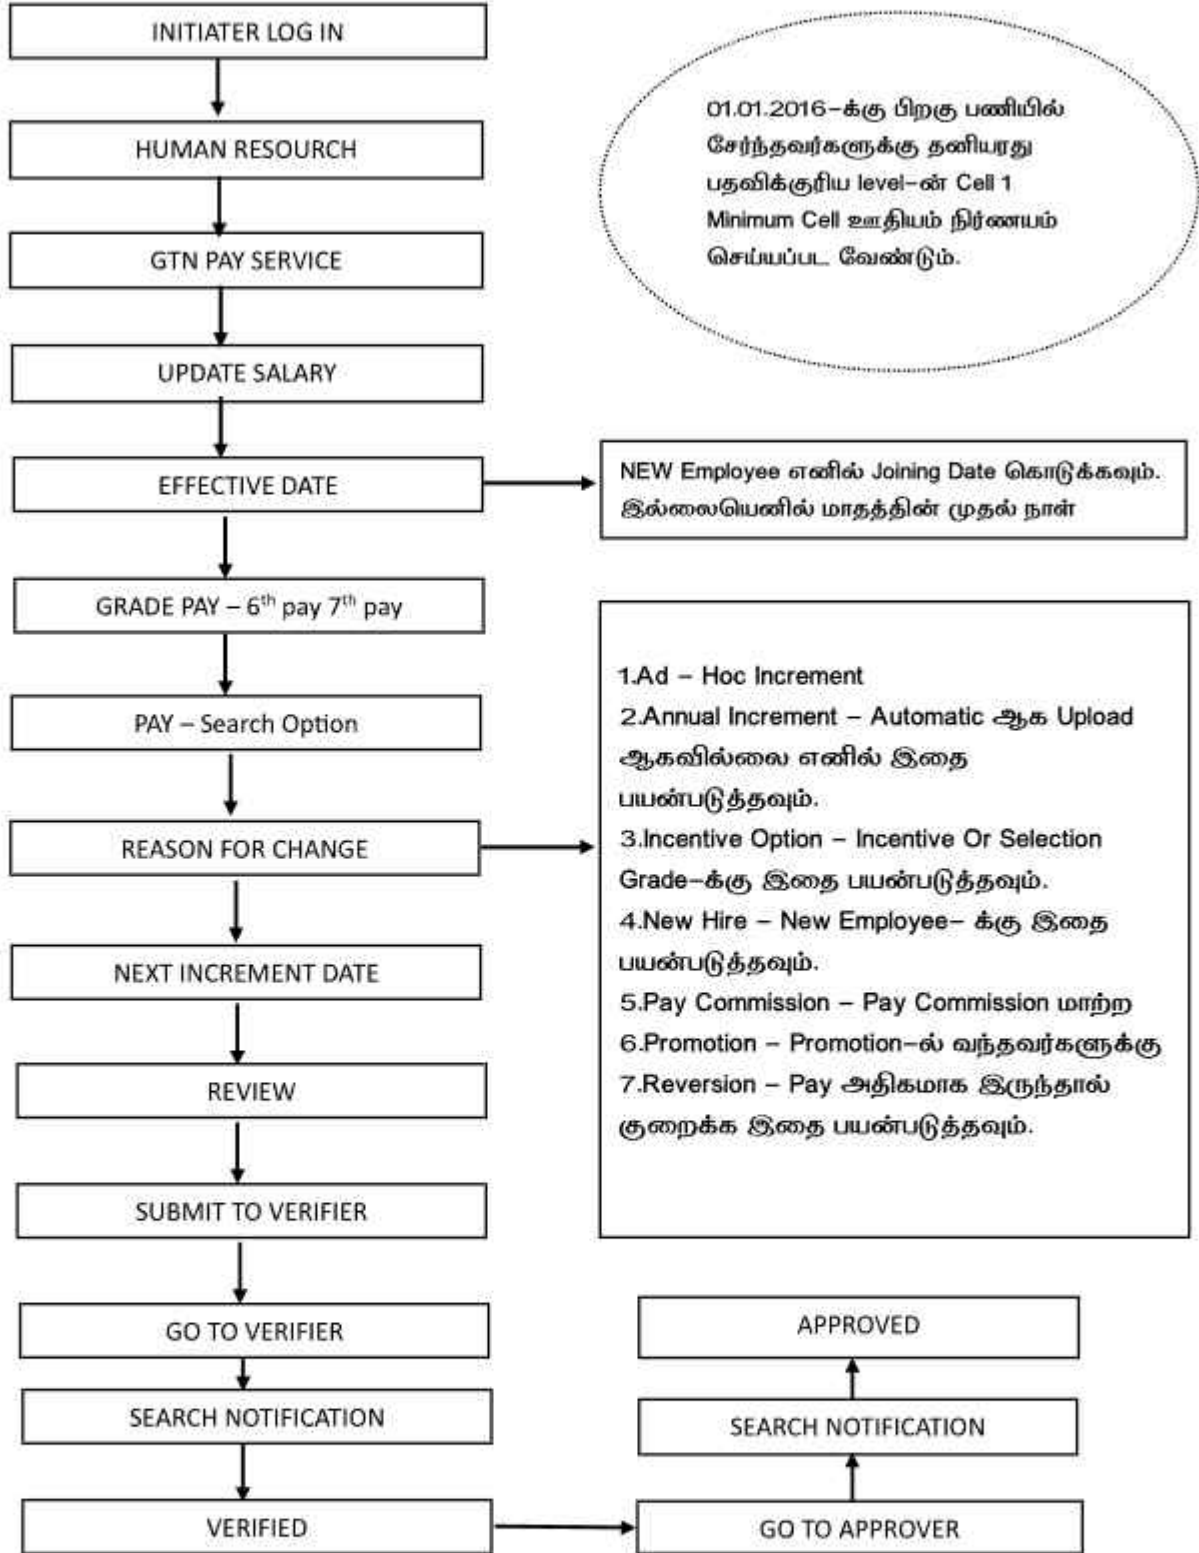 INITIATER LOG IN
HUMAN RESOURCH
GTN PAY SERVICE
UPDATE SALARY
EFFECTIVE DATE
GRADE PAY – 6th pay 7th pay
PAY – Search Option
REASON FOR CHANGE
NEXT INCREMENT DATE
REVIEW
SUBMIT TO VERIFIER
GO TO VERIFIER
SEARCH NOTIFICATION
VERIFIED
01.01.2016-க்கு பிறகு பணியில்
சேர்ந்தவர்களுக்கு தனியரது
பதவிக்குரிய level-ன் Cell 1
Minimum Cell ஊதியம் நிர்ணயம்
செய்யப்பட வேண்டும்.
NEW Employee எனில் Joining Date கொடுக்கவும்.
இல்லையெனில் மாதத்தின் முதல் நாள்
1.Ad – Hoc Increment
2.Annual Increment – Automatic ஆக Upload
ஆகவில்லை எனில் இதை
பயன்படுத்தவும்.
3.Incentive Option – Incentive Or Selection
Grade-க்கு இதை பயன்படுத்தவும்.
4.New Hire – New Employee- க்கு இதை
பயன்படுத்தவும்.
5.Pay Commission – Pay Commission மாற்ற
6.Promotion – Promotion-ல் வந்தவர்களுக்கு
7.Reversion – Pay அதிகமாக இருந்தால்
குறைக்க இதை பயன்படுத்தவும்.
APPROVED
SEARCH NOTIFICATION
GO TO APPROVER